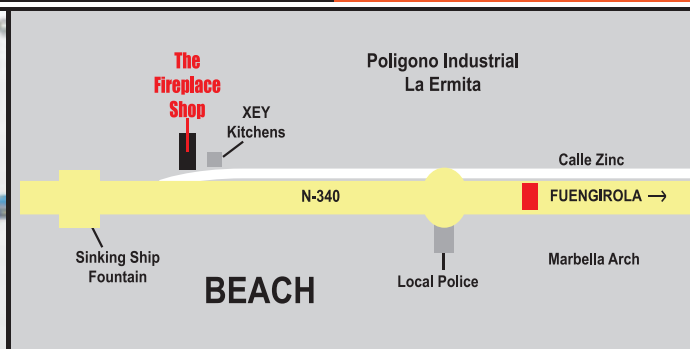 The
Fireplace
Shop
Poligono Industrial
La Ermita
XEY
Kitchens
Calle Zinc
N-340
FUENGIROLA →
Sinking Ship
Fountain
BEACH
Local Police
Marbella Arch